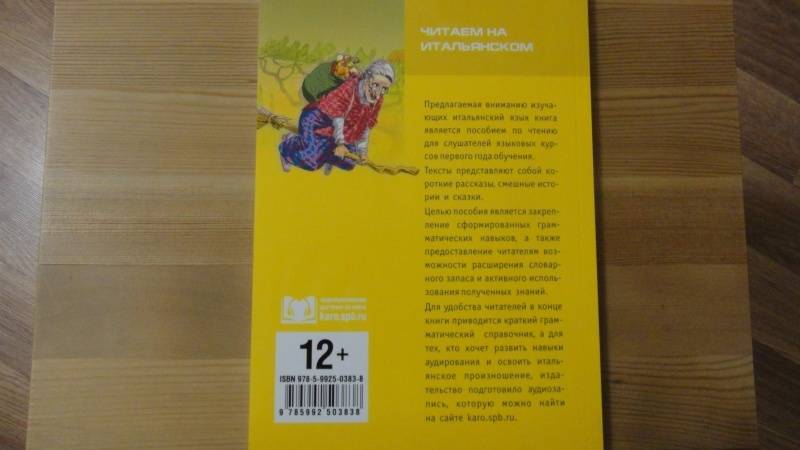 ЧИТАЕМ НА
ИТАЛЬЯНСКОМ
Предлагаемая вниманию изуча-
ющих итальянский язык книга
является пособием по чтению
для слушателей языковых кур-
сов первого года обучения.
Тексты представляют собой ко-
роткие рассказы, смешные исто-
рии и сказки.
Целью пособия является закреп-
ление сформированных грам-
матических навыков, а также
предоставление читателям воз-
можности расширения словар-
ного запаса и активного исполь-
зования полученных знаний.
Для удобства читателей в конце
книги приводится краткий грам-
матический справочник, а для
тех, кто хочет развить навыки
аудирования и освоить италь-
янское произношение, изда-
тельство подготовило аудиоза-
пись, которую можно найти
на сайте karo.spb.ru.
karo.spb.ru
12+
ISBN 978-5-9925-0383-8
9 785992 503838